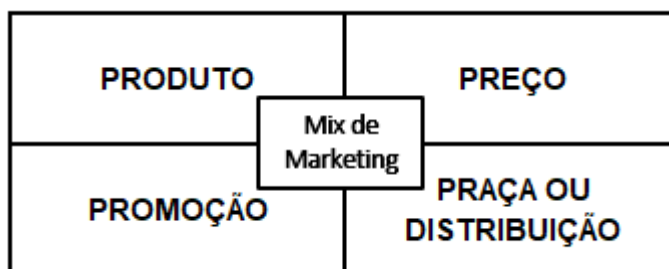 PRODUTO
PREÇO
Mix de
Marketing
PROMOÇÃO
PRAÇA OU
DISTRIBUIÇÃO